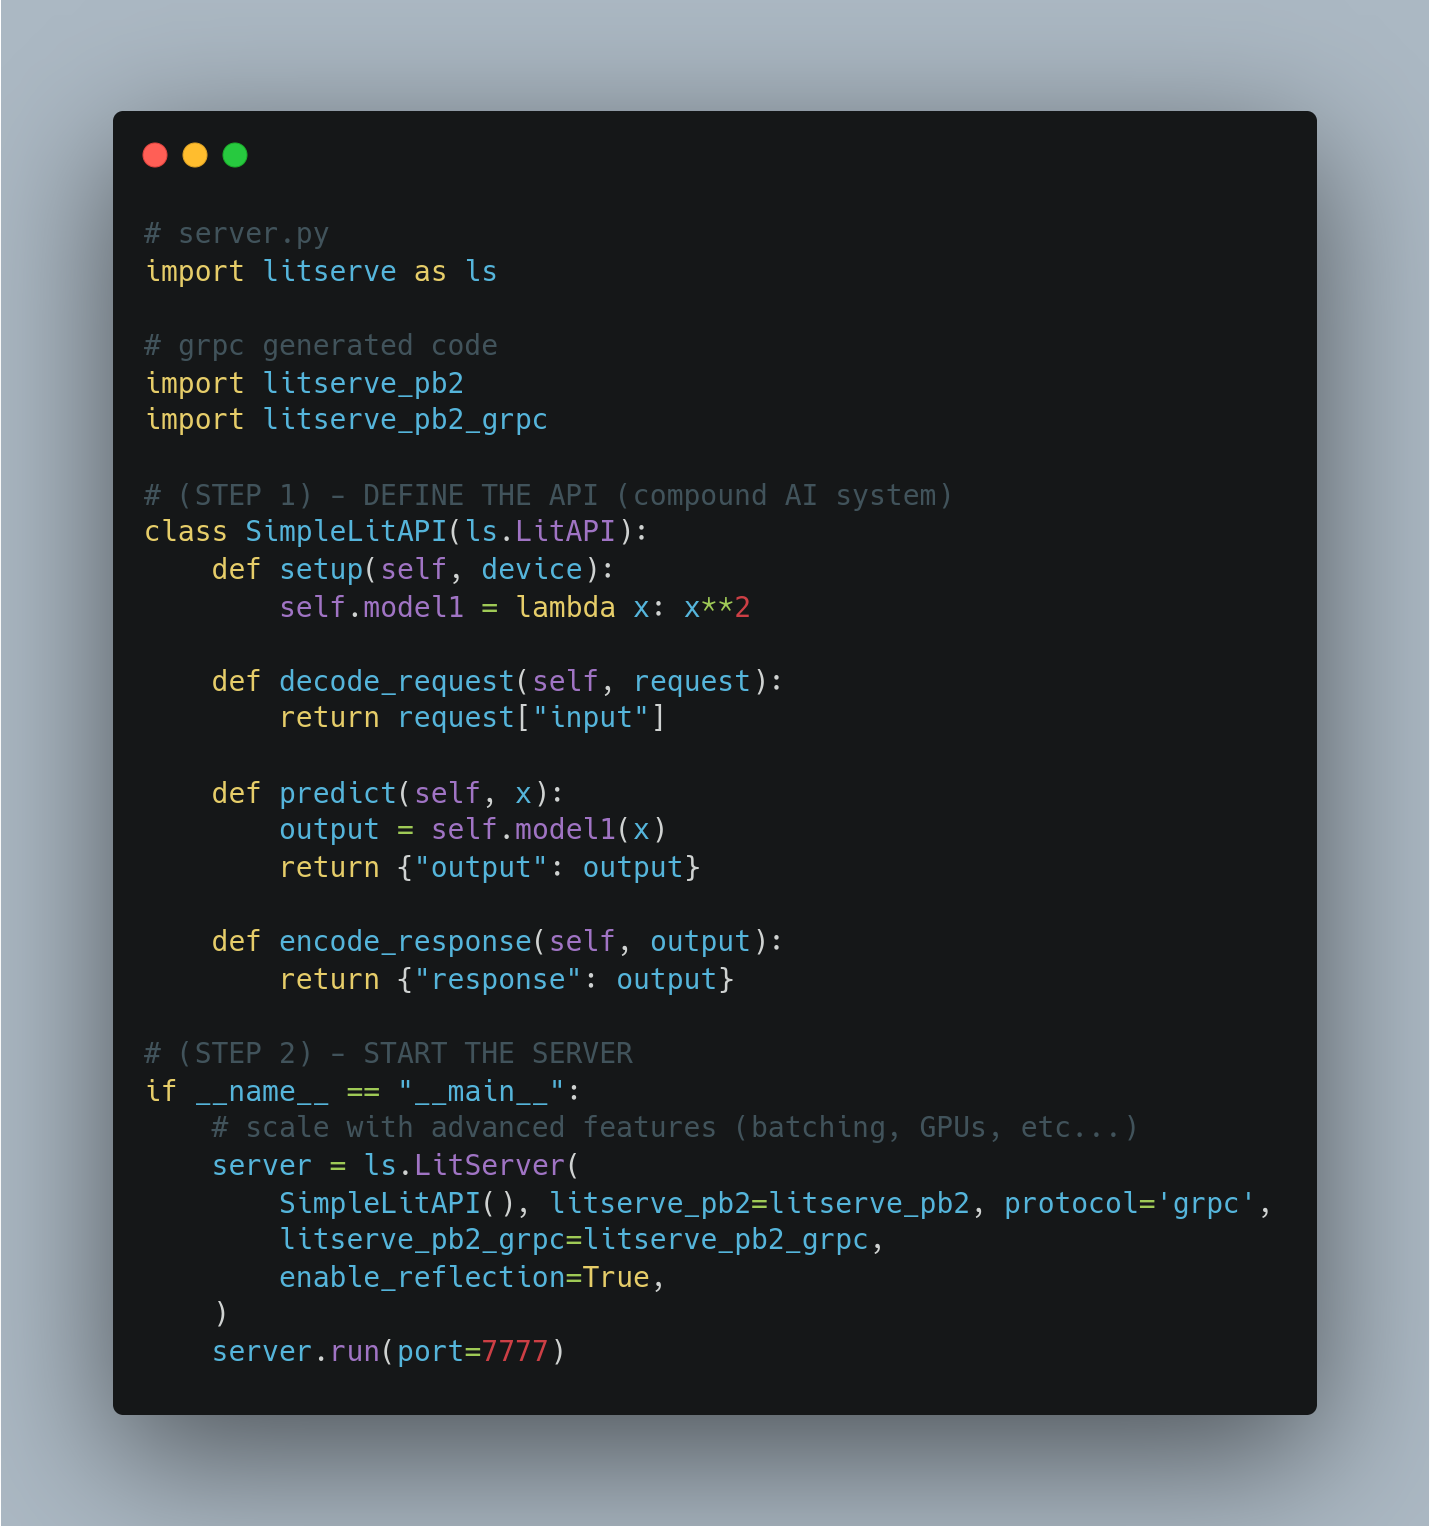 # server.py
import litserve as ls

# grpc generated code
import litserve_pb2
import litserve_pb2_grpc

# (STEP 1) - DEFINE THE API (compound AI system)
class SimpleLitAPI(ls.LitAPI):
    def setup(self, device):
        self.model1 = lambda x: x**2

    def decode_request(self, request):
        return request["input"]

    def predict(self, x):
        output = self.model1(x)
        return {"output": output}

    def encode_response(self, output):
        return {"response": output}

# (STEP 2) - START THE SERVER
if __name__ == "__main__":
    # scale with advanced features (batching, GPUs, etc...)
    server = ls.LitServer(
        SimpleLitAPI(), litserve_pb2=litserve_pb2, protocol='grpc',
        litserve_pb2_grpc=litserve_pb2_grpc,
        enable_reflection=True,
    )
    server.run(port=7777)